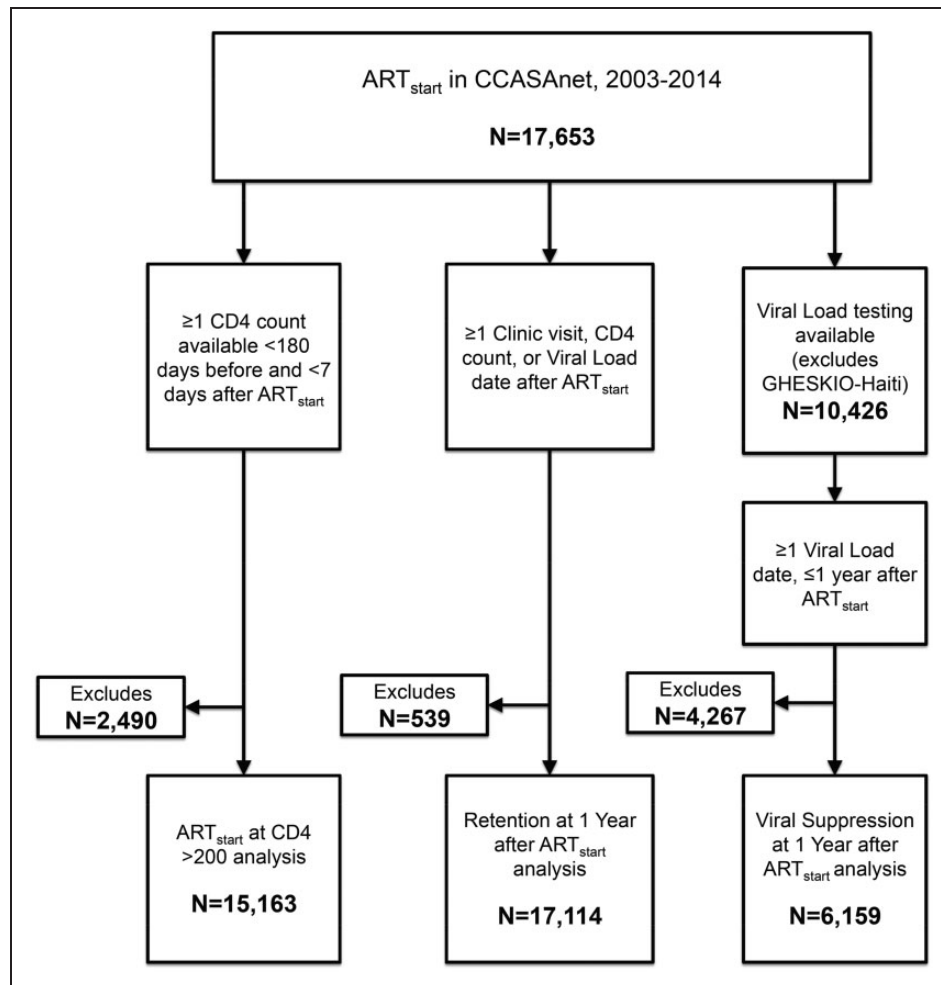 ARTstart in CCASAnet, 2003-2014
N=17,653
≥1 CD4 count
available <180
days before and <7
days after ARTstart
≥1 Clinic visit, CD4
count, or Viral Load
date after ARTstart
Viral Load testing
available
(excludes
GHESKIO-Haiti)
N=10,426
≥1 Viral Load
date, ≤1 year after
ARTstart
Excludes
N=2,490
Excludes
N=539
Excludes
N=4,267
ARTstart at CD4
>200 analysis
N=15,163
Retention at 1 Year
after ARTstart
analysis
N=17,114
Viral Suppression
at 1 Year after
ARTstart analysis
N=6,159